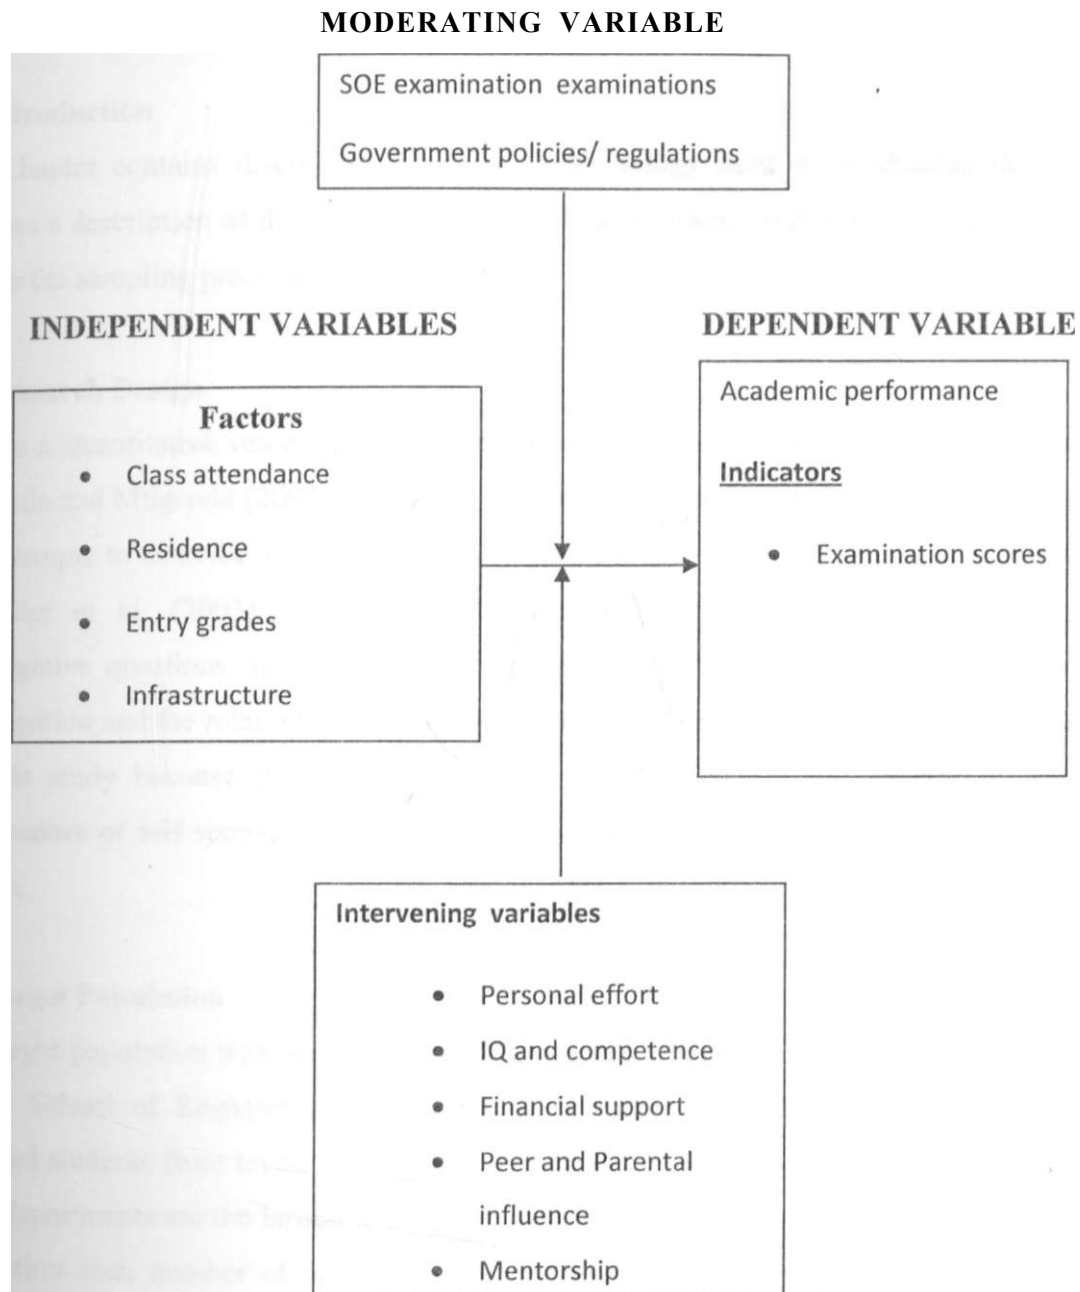 MODERATING VARIABLE
SOE examination examinations
Government policies/ regulations
INDEPENDENT VARIABLES
Factors
• Class attendance
• Residence
• Entry grades
• Infrastructure
DEPENDENT VARIABLE
Academic performance
Indicators
• Examination scores
Intervening variables
• Personal effort
• IQ and competence
• Financial support
• Peer and Parental
influence
• Mentorship